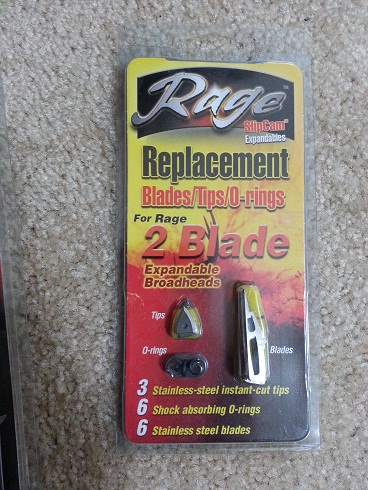 Rage
SlipCam™
Expandables
Replacement
Blades/Tips/O-rings
For Rage
2 Blade
Expandable
Broadheads
Tips
O-rings
Blades
3 Stainless-steel instant-cut tips
6 Shock absorbing O-rings
6 Stainless steel blades